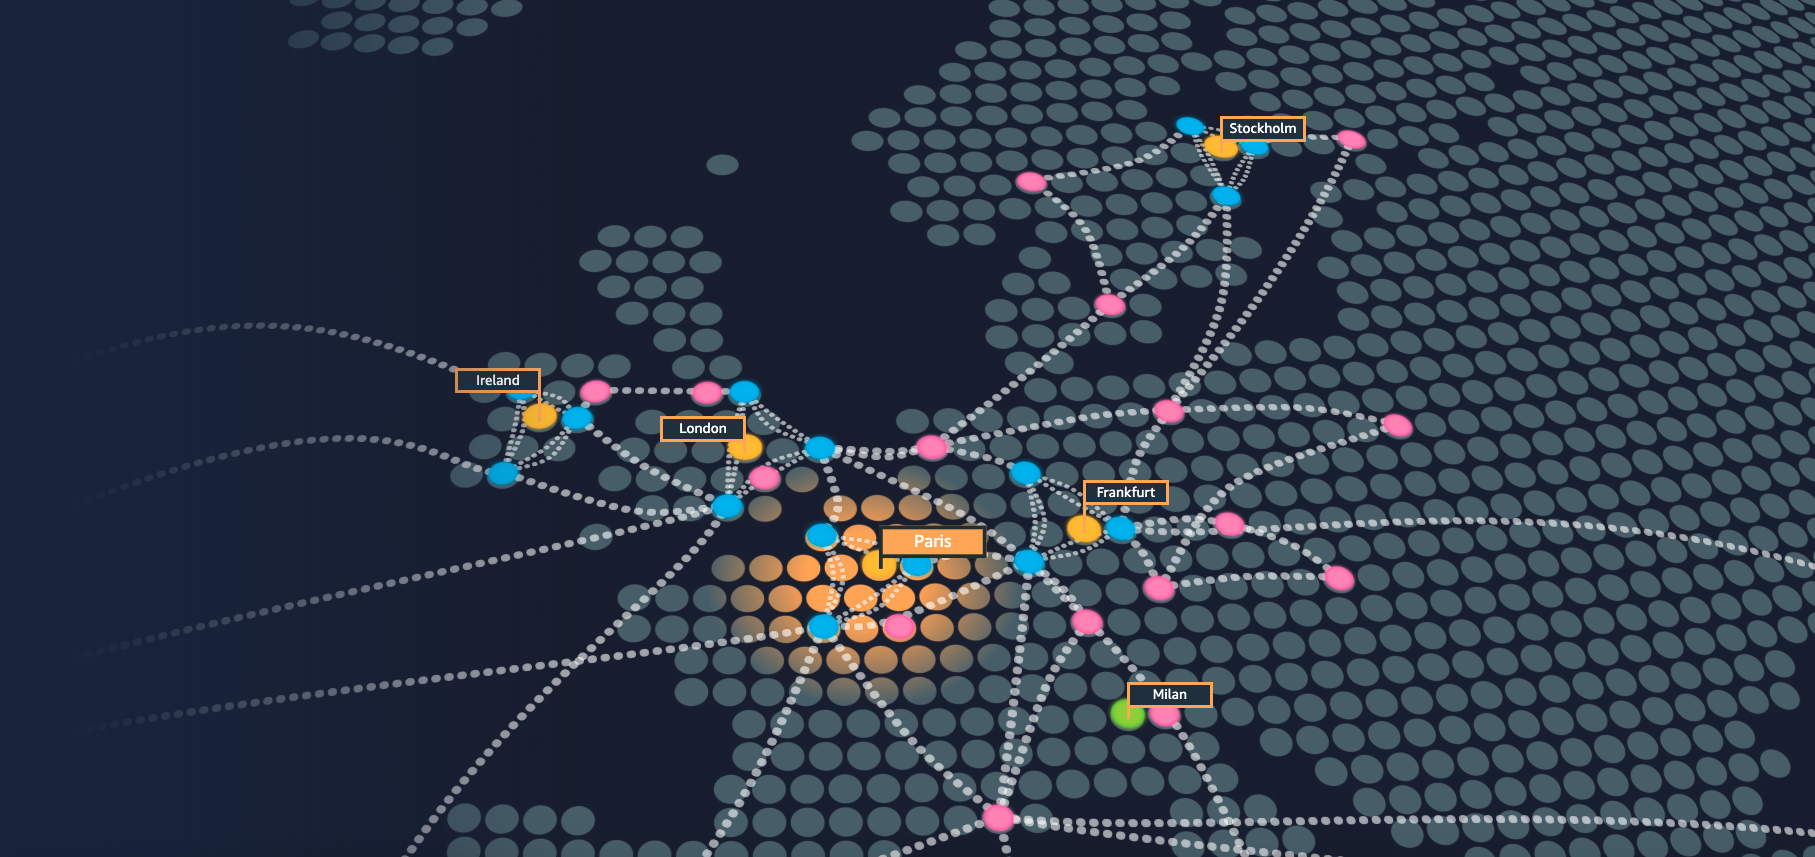 Stockholm
Ireland
London
Frankfurt
Paris
Milan